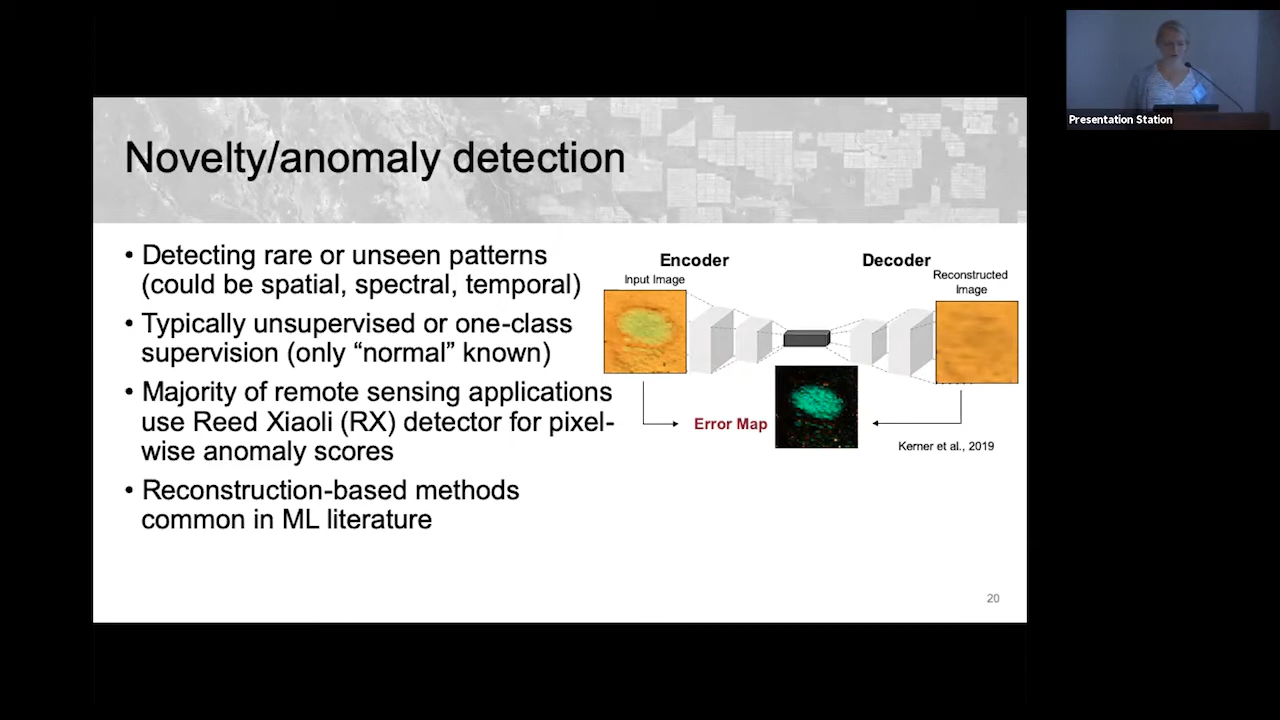 Presentation Station
Novelty/anomaly detection
• Detecting rare or unseen patterns
(could be spatial, spectral, temporal)
• Typically unsupervised or one-class
supervision (only “normal” known)
• Majority of remote sensing applications
use Reed Xiaoli (RX) detector for pixel-
wise anomaly scores
• Reconstruction-based methods
common in ML literature
Encoder
Decoder
Input Image
Reconstructed
Image
Error Map
Kerner et al., 2019
20